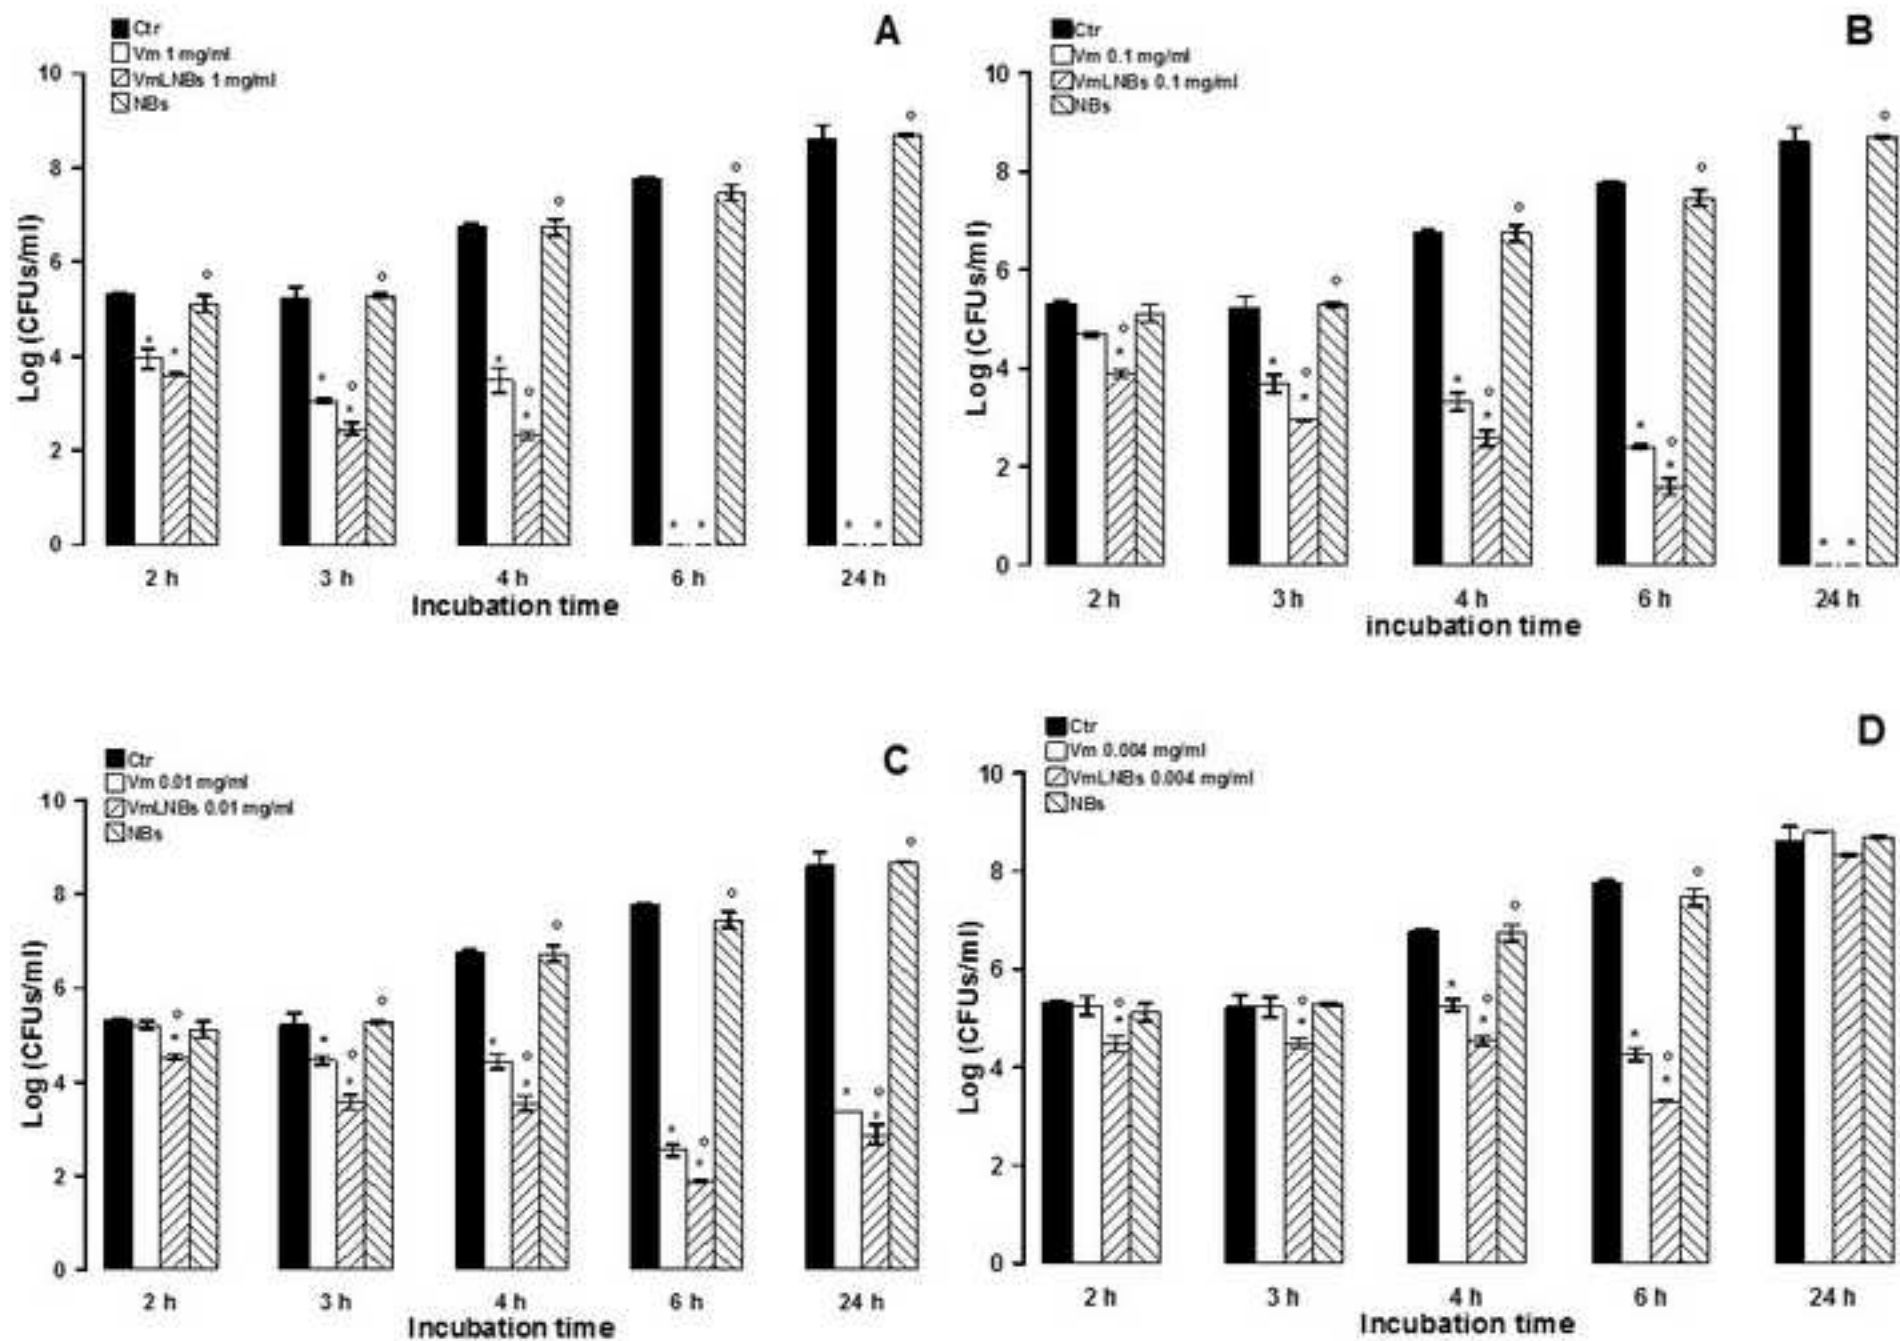 A
Ctr
Vm 1 mg/ml
VmLNBs 1 mg/ml
NBs
10
8
6
4
2
0
Log (CFUs/ml)
2 h 3 h 4 h 6 h 24 h
Incubation time
B
Ctr
Vm 0.1 mg/ml
VmLNBs 0.1 mg/ml
NBs
10
8
6
4
2
0
Log (CFUs/ml)
2 h 3 h 4 h 6 h 24 h
incubation time
C
Ctr
Vm 0.01 mg/ml
VmLNBs 0.01 mg/ml
NBs
10
8
6
4
2
0
Log (CFUs/ml)
2 h 3 h 4 h 6 h 24 h
Incubation time
D
Ctr
Vm 0.004 mg/ml
VmLNBs 0.004 mg/ml
NBs
10
8
6
4
2
0
Log (CFUs/ml)
2 h 3 h 4 h 6 h 24 h
Incubation time